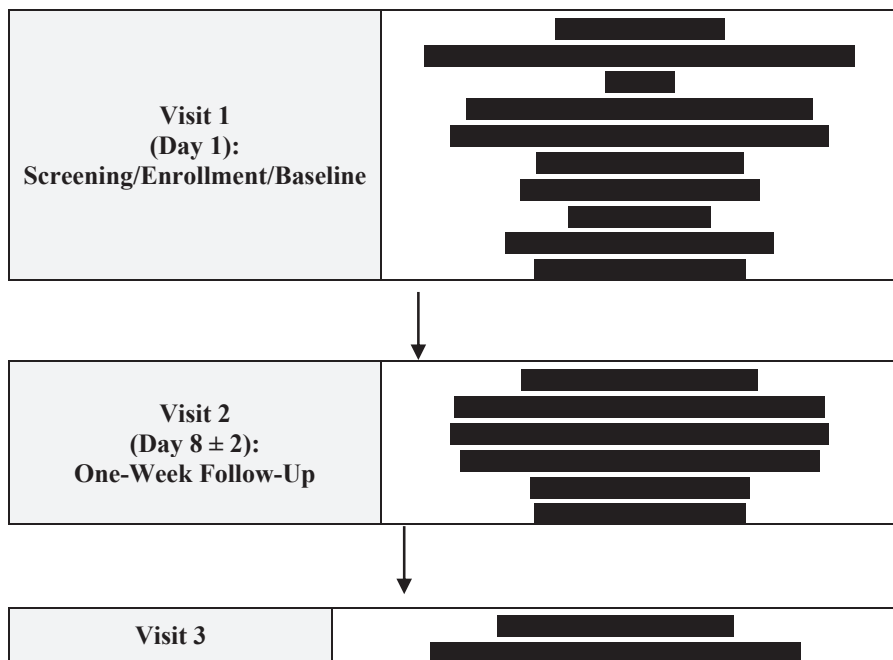 Visit 1
(Day 1):
Screening/Enrollment/Baseline
Visit 2
(Day 8 ± 2):
One-Week Follow-Up
Visit 3